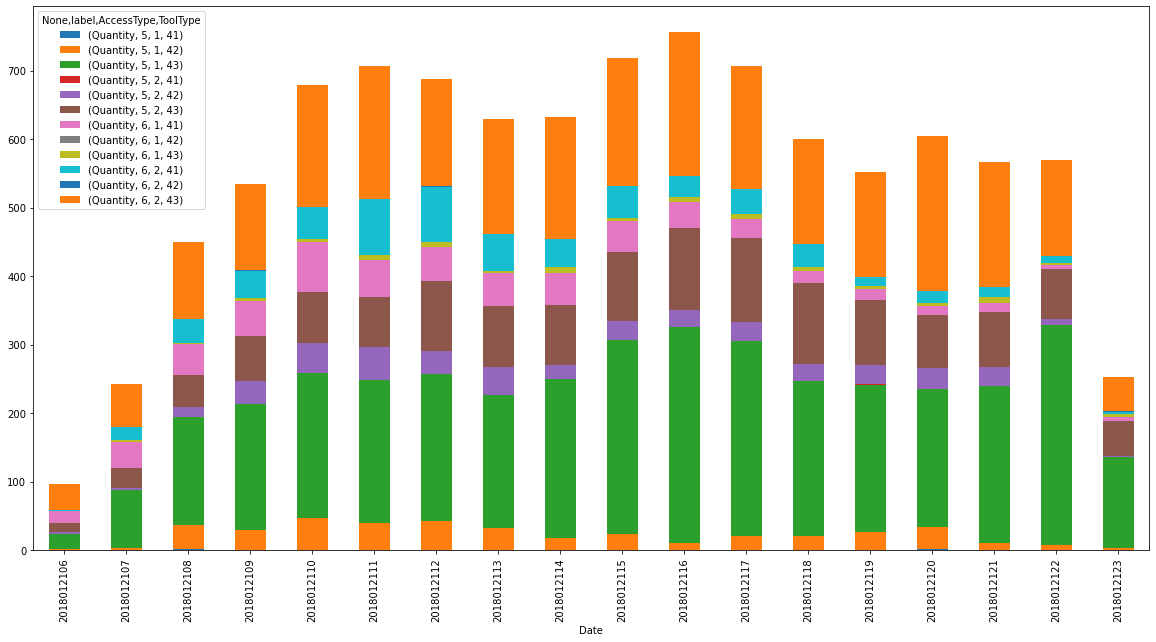 None,label,AccessType,ToolType
(Quantity, 5, 1, 41)
(Quantity, 5, 1, 42)
(Quantity, 5, 1, 43)
(Quantity, 5, 2, 41)
(Quantity, 5, 2, 42)
(Quantity, 5, 2, 43)
(Quantity, 6, 1, 41)
(Quantity, 6, 1, 42)
(Quantity, 6, 1, 43)
(Quantity, 6, 2, 41)
(Quantity, 6, 2, 42)
(Quantity, 6, 2, 43)
700
600
500
400
300
200
100
0
2018012106
2018012107
2018012108
2018012109
2018012110
2018012111
2018012112
2018012113
2018012114
2018012115
2018012116
2018012117
2018012118
2018012119
2018012120
2018012121
2018012122
2018012123
Date